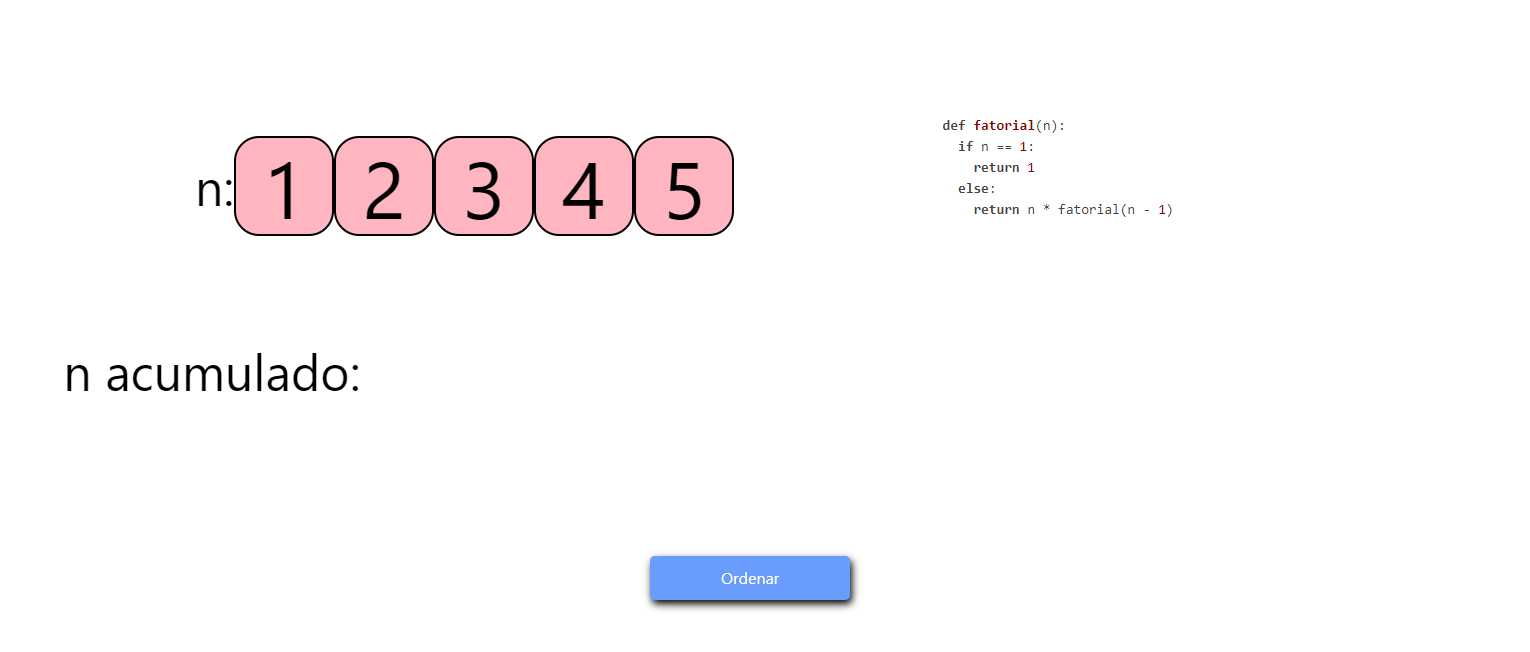 n: 1 2 3 4 5
def fatorial(n):
if n == 1:
return 1
else:
return n * fatorial(n - 1)
n acumulado:
Ordenar